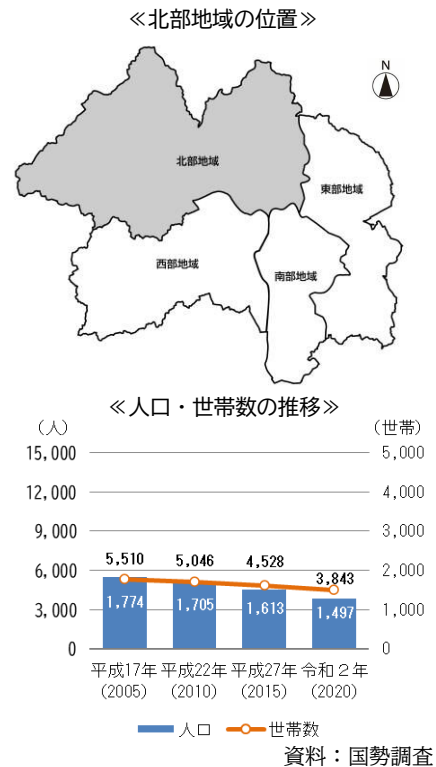 ≪北部地域の位置≫
N
北部地域
東部地域
西部地域
南部地域
≪人口・世帯数の推移≫
(人) (世帯)
15,000 5,000
12,000 4,000
9,000 3,000
5,510 5,046 4,528 3,843
6,000 2,000
1,774 1,705 1,613 1,497
3,000 1,000
0 0
平成17年 平成22年 平成27年 令和2年
(2005) (2010) (2015) (2020)
人口 世帯数
資料：国勢調査